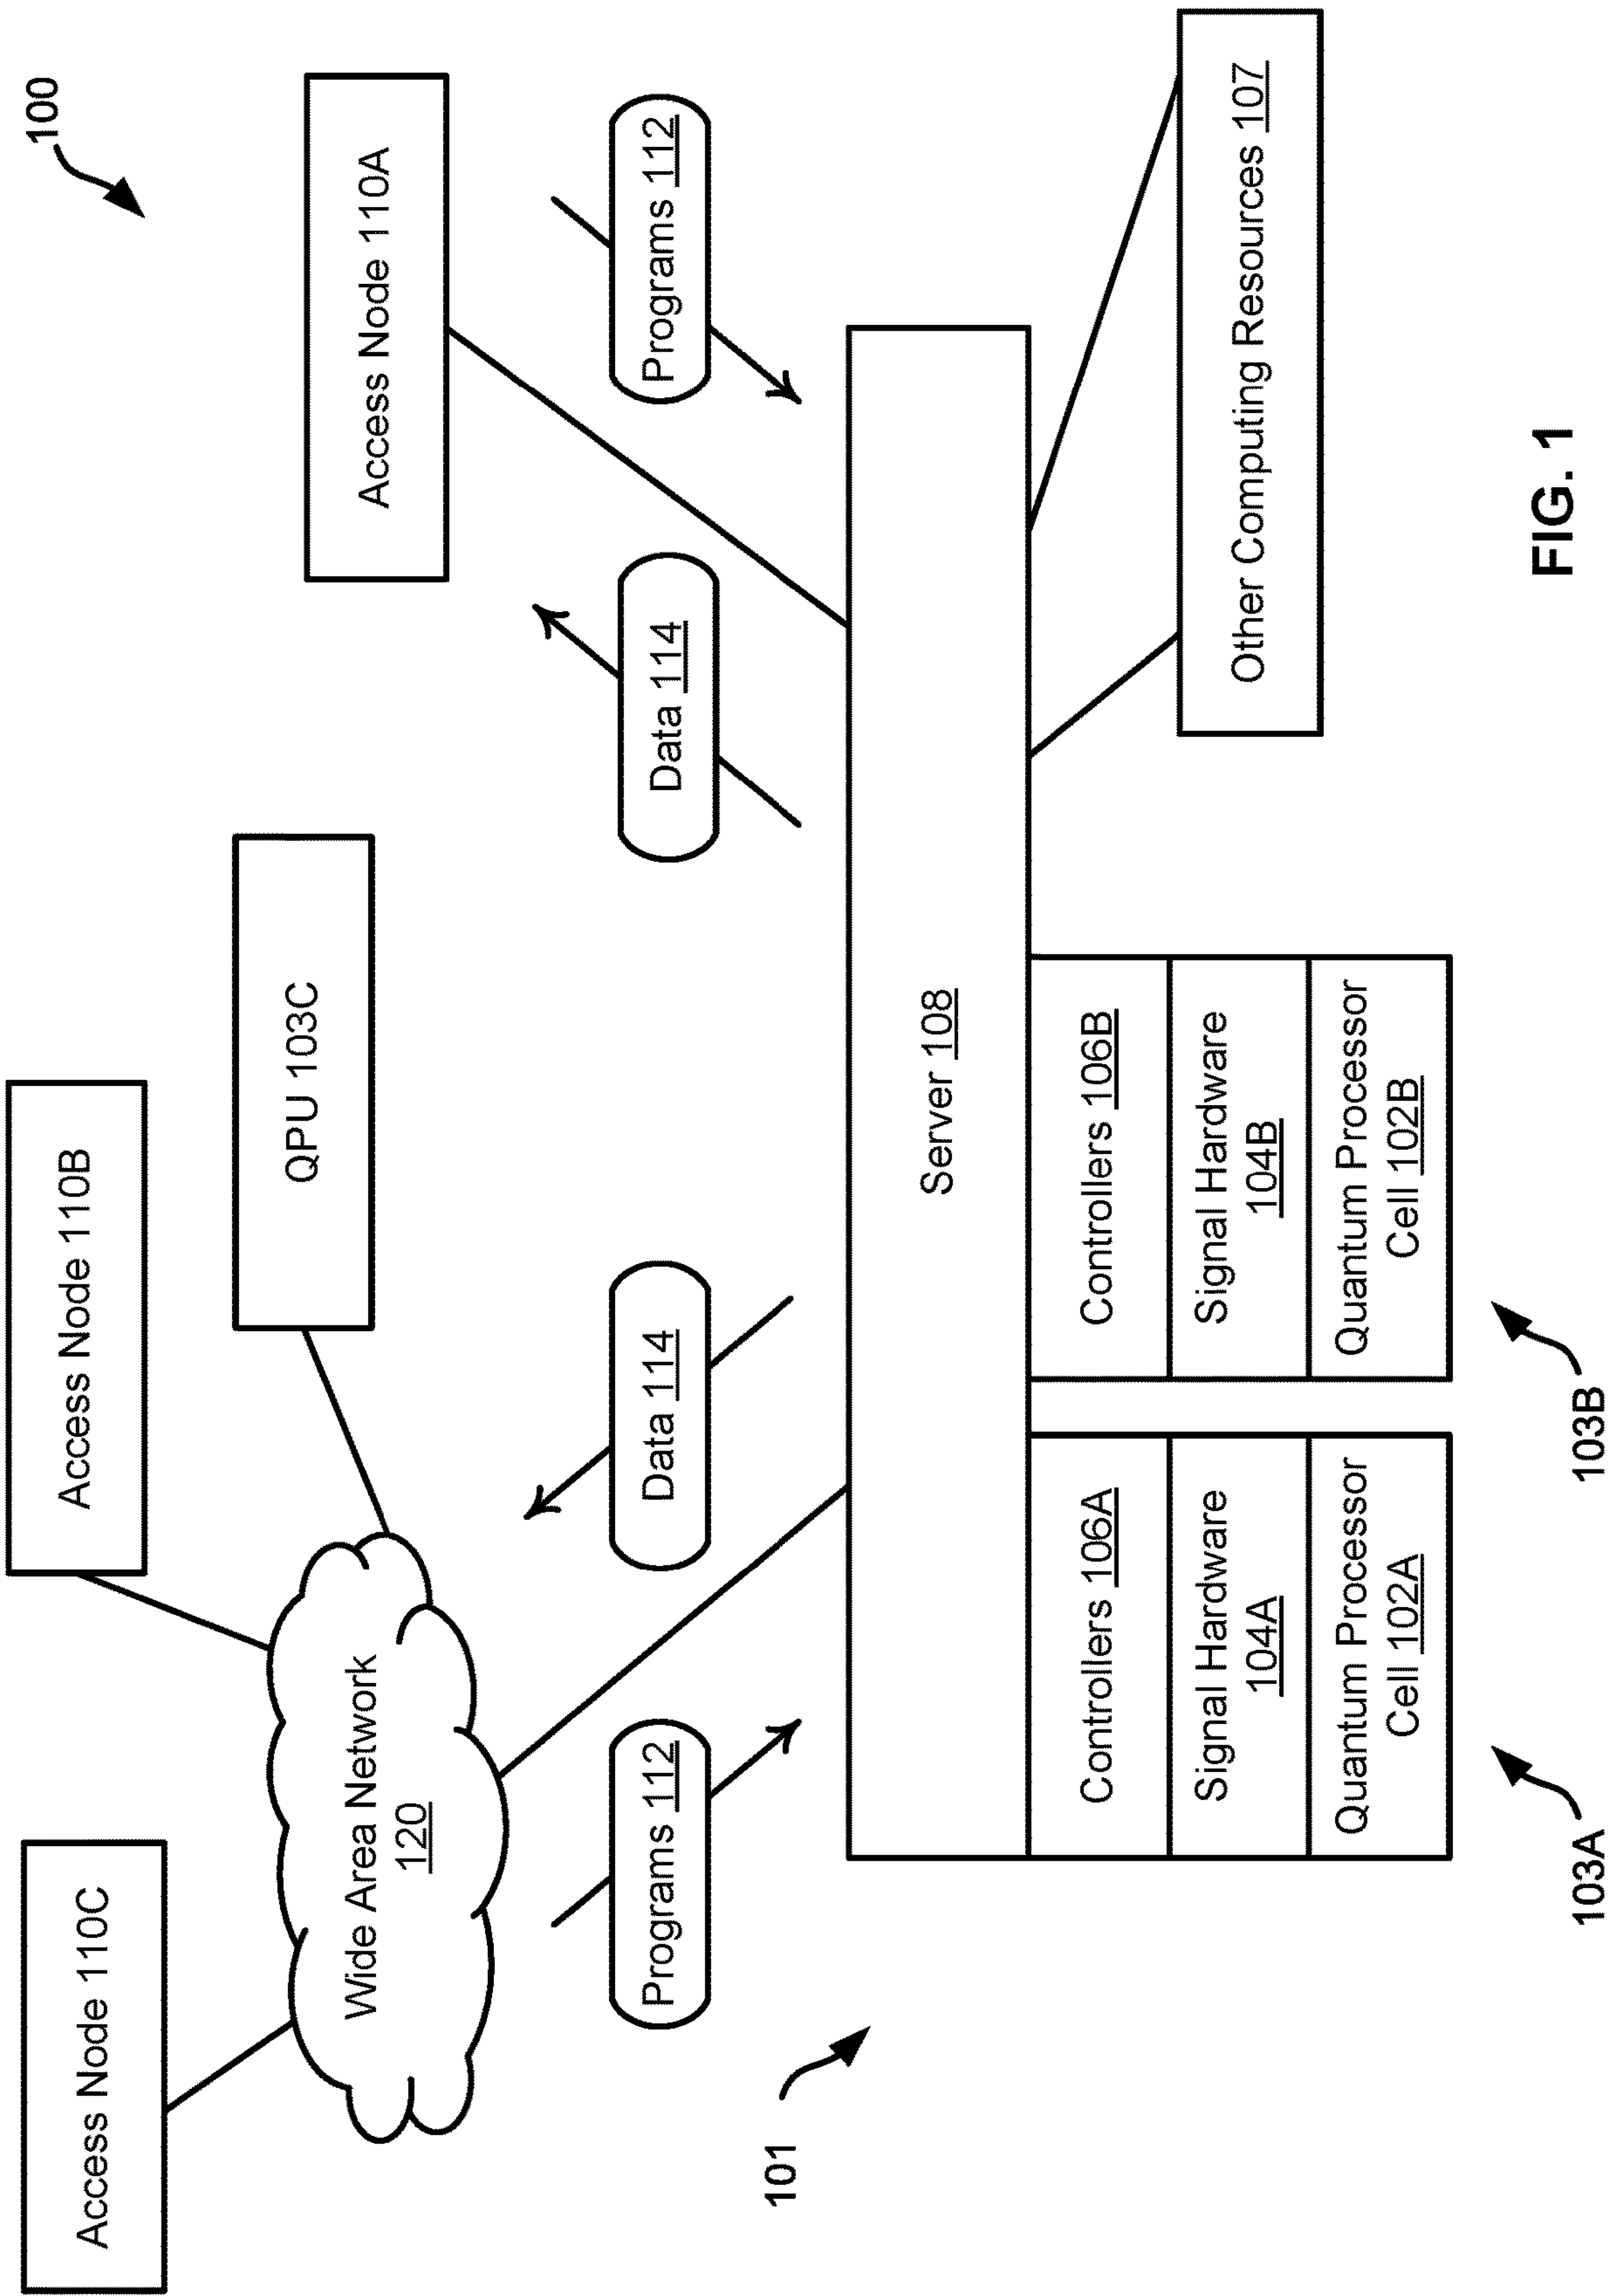 100
Access Node 110C
Access Node 110B
QPU 103C
Access Node 110A
Wide Area Network
120
Programs 112
Data 114
Data 114
Programs 112
101
Server 108
Controllers 106A
Signal Hardware
104A
Quantum Processor
Cell 102A
Controllers 106B
Signal Hardware
104B
Quantum Processor
Cell 102B
Other Computing Resources 107
103A
103B
FIG. 1